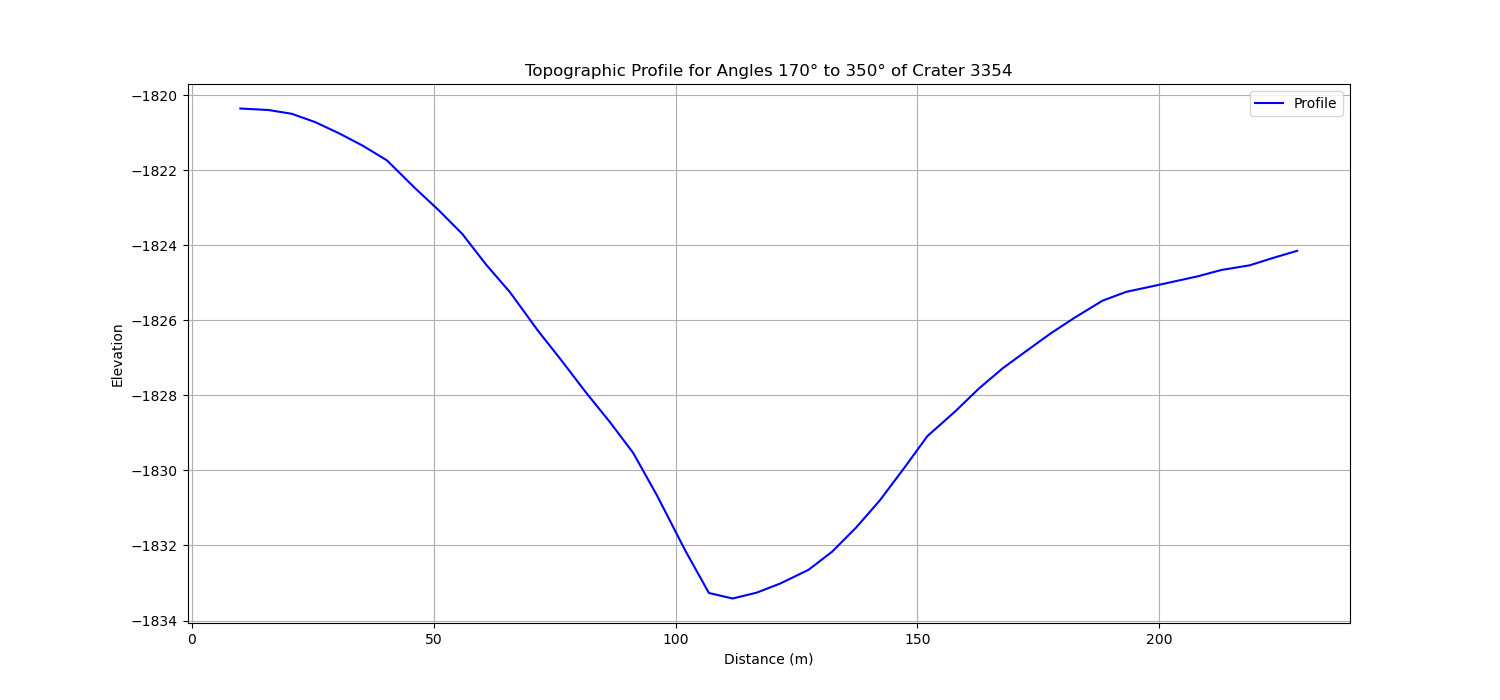 Topographic Profile for Angles 170° to 350° of Crater 3354
Profile
−1820
−1822
−1824
−1826
−1828
−1830
−1832
−1834
Elevation
0 50 100 150 200
Distance (m)